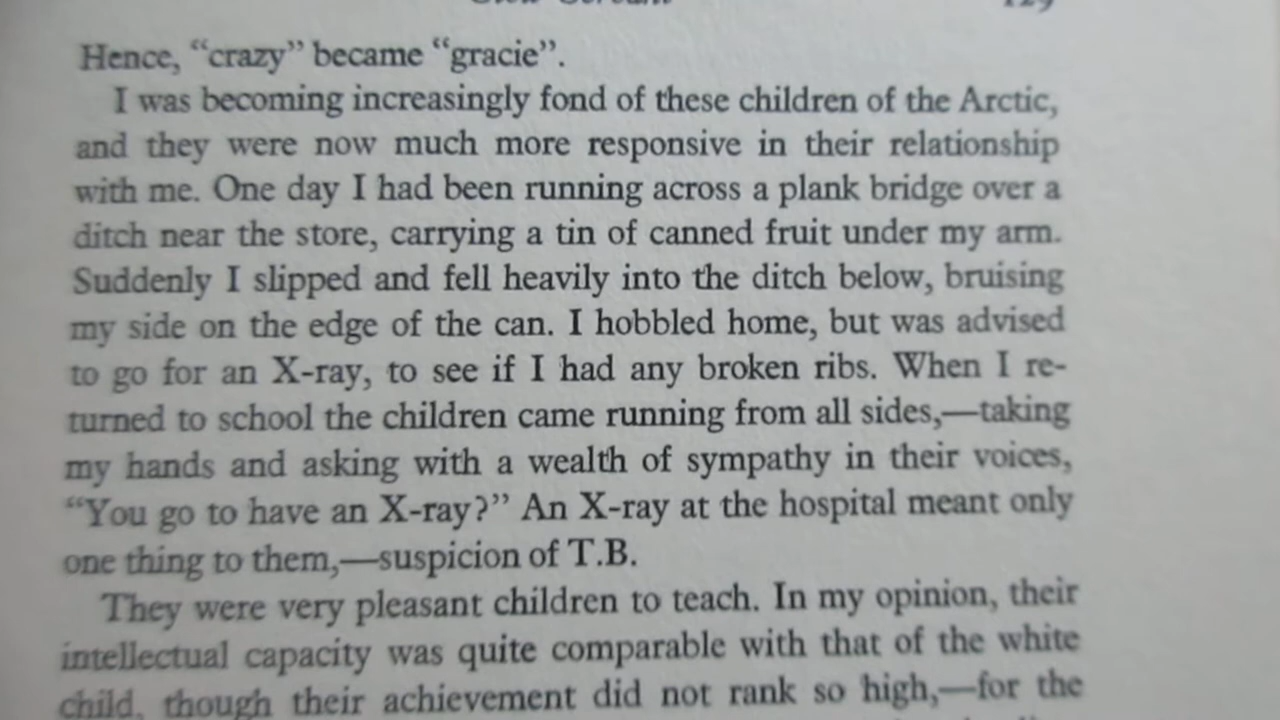 Hence, “crazy” became “gracie”.
I was becoming increasingly fond of these children of the Arctic,
and they were now much more responsive in their relationship
with me. One day I had been running across a plank bridge over a
ditch near the store, carrying a tin of canned fruit under my arm.
Suddenly I slipped and fell heavily into the ditch below, bruising
my side on the edge of the can. I hobbled home, but was advised
to go for an X-ray, to see if I had any broken ribs. When I re-
turned to school the children came running from all sides,—taking
my hands and asking with a wealth of sympathy in their voices,
“You go to have an X-ray?” An X-ray at the hospital meant only
one thing to them,—suspicion of T.B.
They were very pleasant children to teach. In my opinion, their
intellectual capacity was quite comparable with that of the white
child, though their achievement did not rank so high,—for the